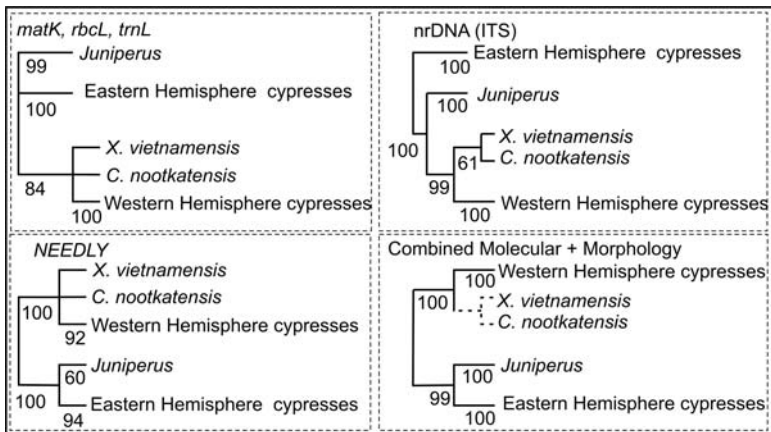 matK, rbcL, trnL
Juniperus
99
Eastern Hemisphere cypresses
100
X. vietnamensis
C. nootkatensis
84
Western Hemisphere cypresses
100
nrDNA (ITS)
Eastern Hemisphere cypresses
100
Juniperus
100
X. vietnamensis
100
61
C. nootkatensis
99
Western Hemisphere cypresses
100
NEEDLY
X. vietnamensis
C. nootkatensis
100
Western Hemisphere cypresses
92
Juniperus
60
100
Eastern Hemisphere cypresses
94
Combined Molecular + Morphology
Western Hemisphere cypresses
100
100
X. vietnamensis
C. nootkatensis
Juniperus
100
99
Eastern Hemisphere cypresses
100